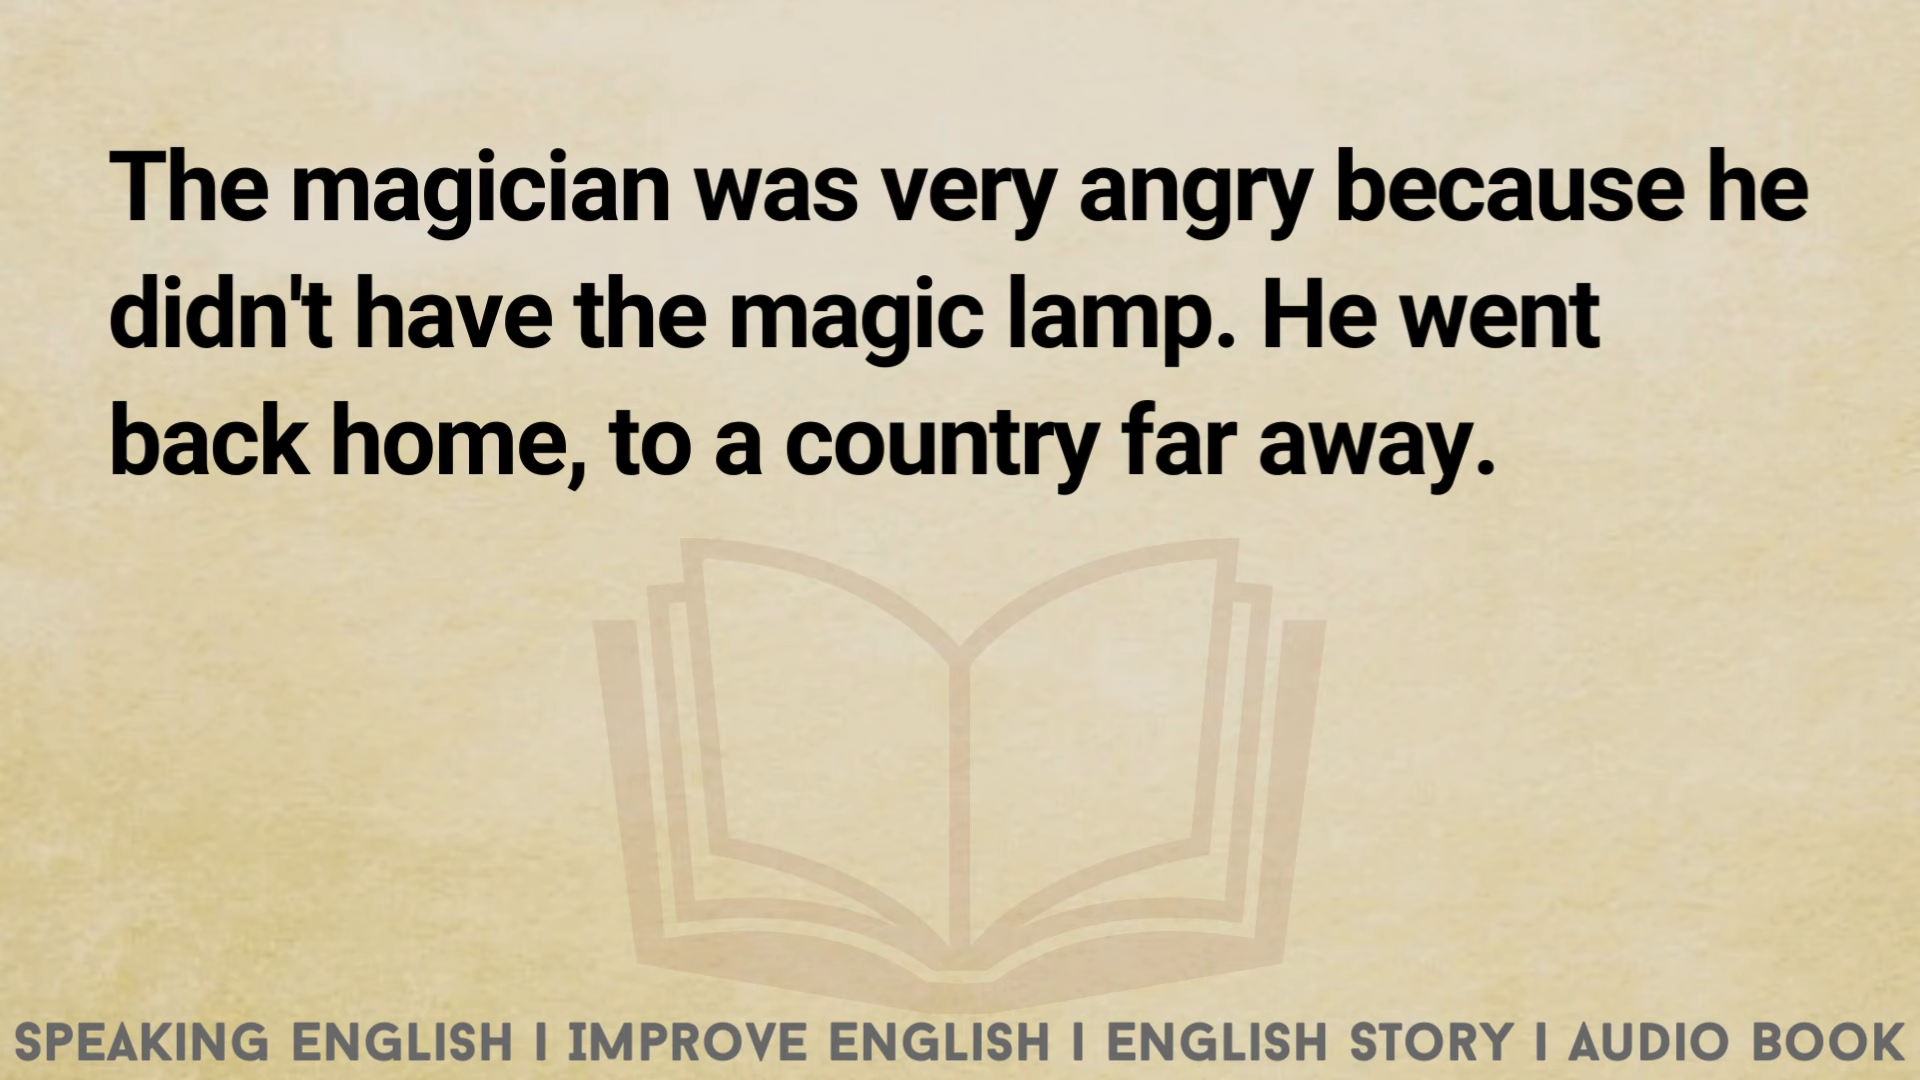 The magician was very angry because he
didn't have the magic lamp. He went
back home, to a country far away.
SPEAKING ENGLISH I IMPROVE ENGLISH I ENGLISH STORY I AUDIO BOOK